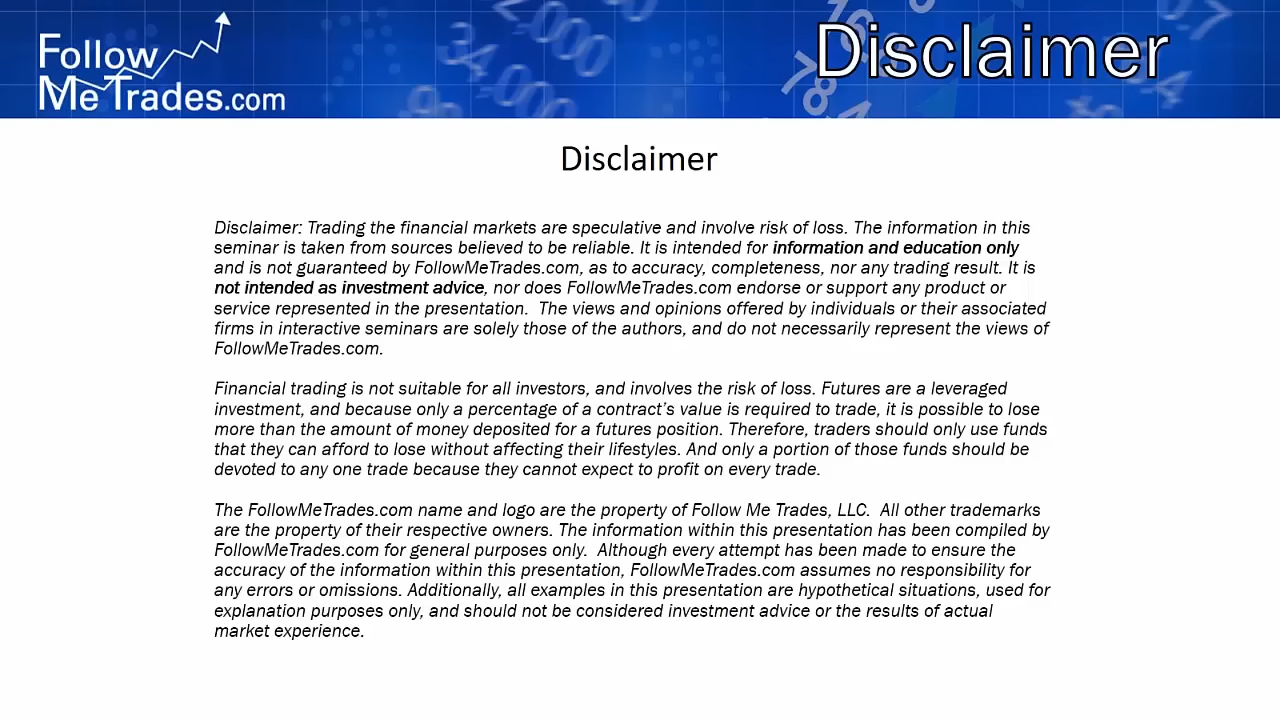 Follow
Me Trades.com
Disclaimer
Disclaimer
Disclaimer: Trading the financial markets are speculative and involve risk of loss. The information in this
seminar is taken from sources believed to be reliable. It is intended for information and education only
and is not guaranteed by FollowMeTrades.com, as to accuracy, completeness, nor any trading result. It is
not intended as investment advice, nor does FollowMeTrades.com endorse or support any product or
service represented in the presentation.  The views and opinions offered by individuals or their associated
firms in interactive seminars are solely those of the authors, and do not necessarily represent the views of
FollowMeTrades.com.
Financial trading is not suitable for all investors, and involves the risk of loss. Futures are a leveraged
investment, and because only a percentage of a contract's value is required to trade, it is possible to lose
more than the amount of money deposited for a futures position. Therefore, traders should only use funds
that they can afford to lose without affecting their lifestyles. And only a portion of those funds should be
devoted to any one trade because they cannot expect to profit on every trade.
The FollowMeTrades.com name and logo are the property of Follow Me Trades, LLC.  All other trademarks
are the property of their respective owners. The information within this presentation has been compiled by
FollowMeTrades.com for general purposes only.  Although every attempt has been made to ensure the
accuracy of the information within this presentation, FollowMeTrades.com assumes no responsibility for
any errors or omissions. Additionally, all examples in this presentation are hypothetical situations, used for
explanation purposes only, and should not be considered investment advice or the results of actual
market experience.